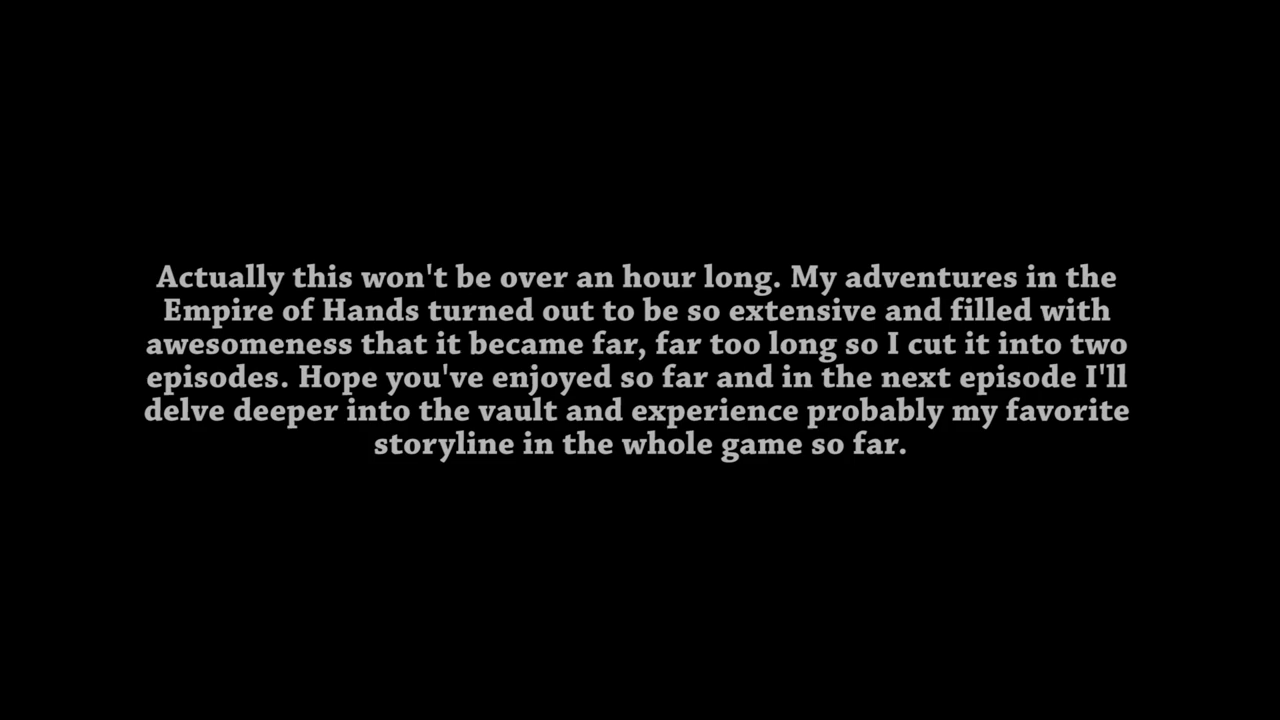 Actually this won't be over an hour long. My adventures in the
Empire of Hands turned out to be so extensive and filled with
awesomeness that it became far, far too long so I cut it into two
episodes. Hope you've enjoyed so far and in the next episode I'll
delve deeper into the vault and experience probably my favorite
storyline in the whole game so far.